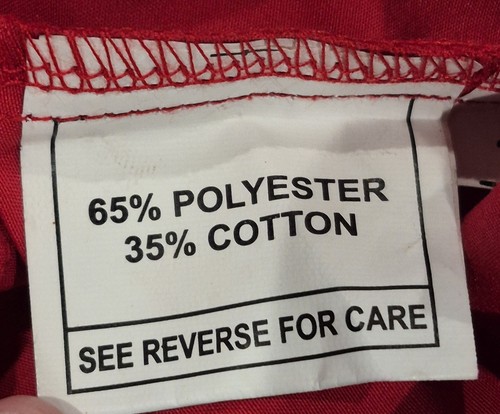 65% POLYESTER
35% COTTON
SEE REVERSE FOR CARE